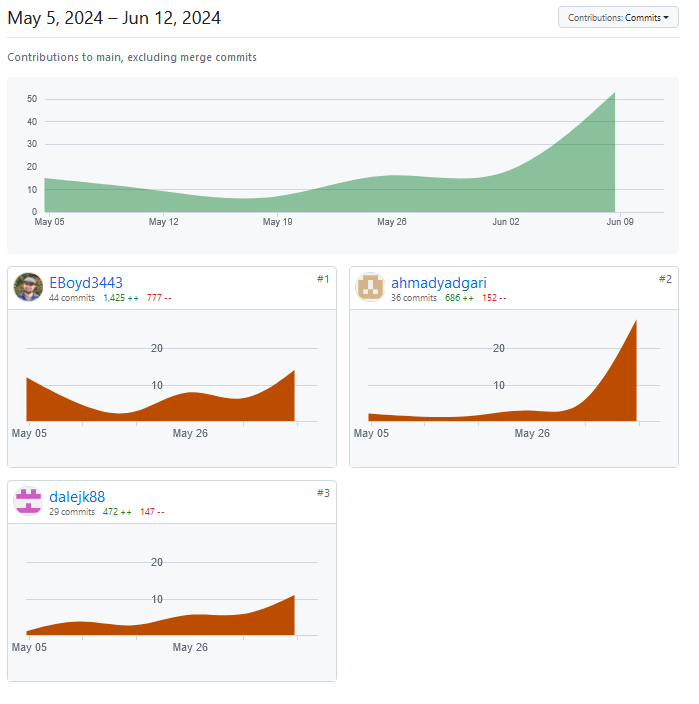 May 5, 2024 – Jun 12, 2024
Contributions: Commits
Contributions to main, excluding merge commits
50
40
30
20
10
0
May 05 May 12 May 19 May 26 Jun 02 Jun 09
EBoyd3443 #1
44 commits 1,425 ++ 777 --
20
10
May 05 May 26
ahmadyadgari #2
36 commits 686 ++ 152 --
20
10
May 05 May 26
dalejk88 #3
29 commits 472 ++ 147 --
20
10
May 05 May 26